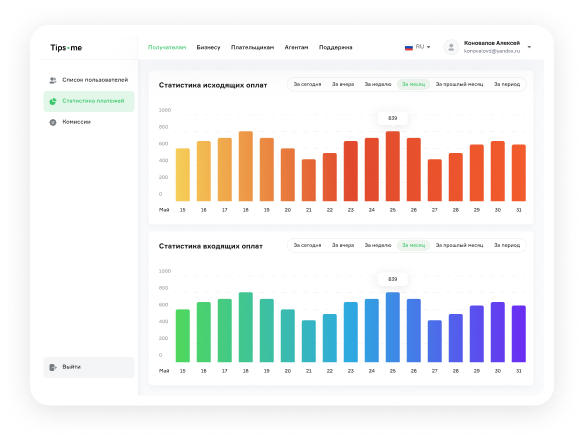 Tips-me
Получателям Бизнесу Плательщикам Агентам Поддержка
RU
Коновалов Алексей
konovalovd@yandex.ru
Список пользователей
Статистика платежей
Комиссии
Выйти
Статистика исходящих оплат
За сегодня За вчера За неделю За месяц За прошлый месяц За период
1000
800
600
400
200
0
839
Май 15 16 17 18 19 20 21 22 23 24 25 26 27 28 29 30 31
Статистика входящих оплат
За сегодня За вчера За неделю За месяц За прошлый месяц За период
1000
800
600
400
200
0
839
Май 15 16 17 18 19 20 21 22 23 24 25 26 27 28 29 30 31